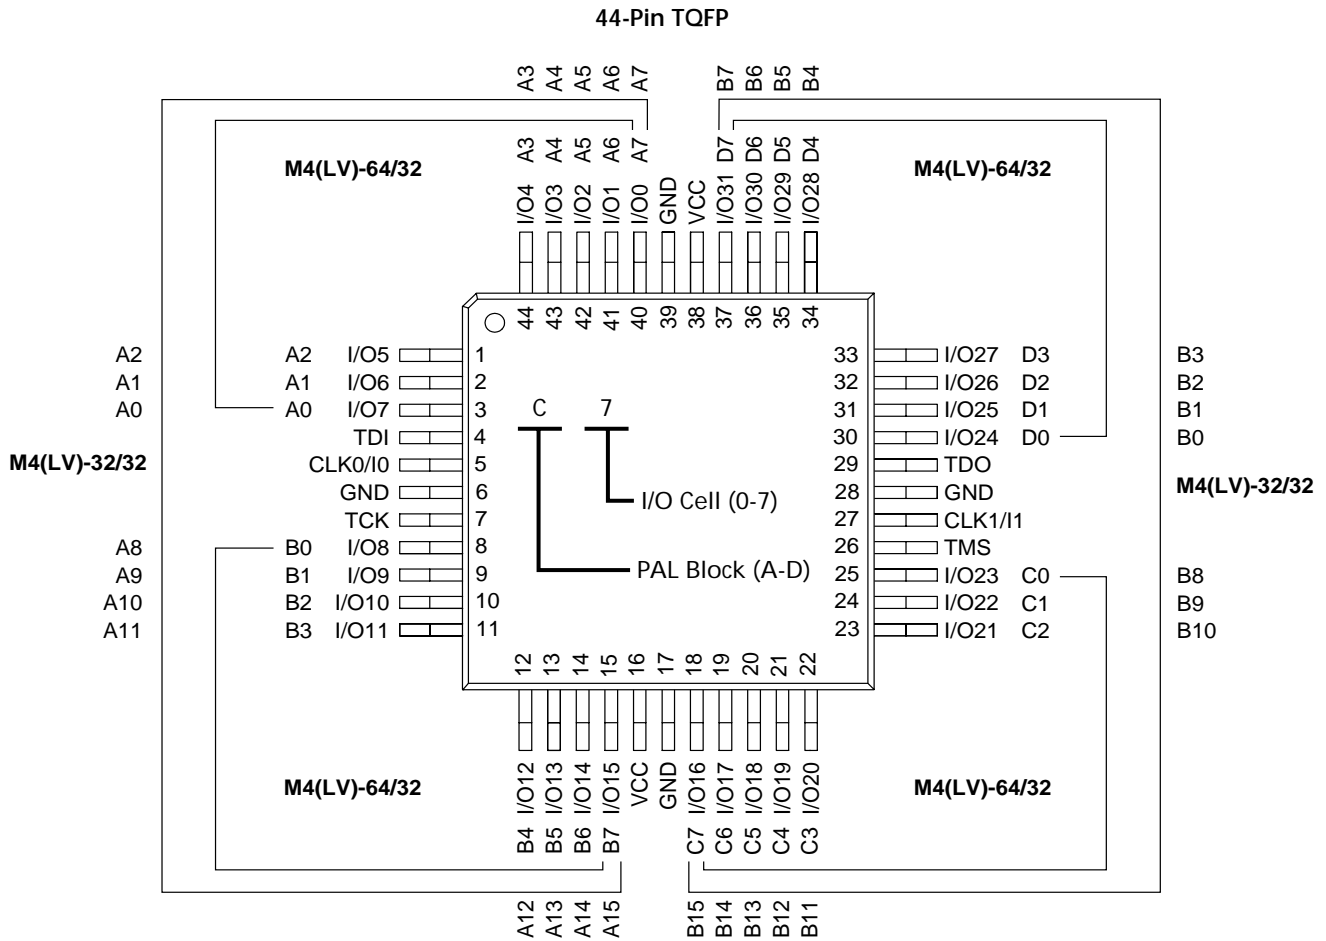 44-Pin TQFP
A3 A4 A5 A6 A7 B7 B6 B5 B4
A3 A4 A5 A6 A7 D7 D6 D5 D4
M4(LV)-64/32 M4(LV)-64/32
I/O4 I/O3 I/O2 I/O1 I/O0 GND VCC I/O31 I/O30 I/O29 I/O28
44 43 42 41 40 39 38 37 36 35 34
A2 A2 I/O5 1 33 I/O27 D3 B3
A1 A1 I/O6 2 32 I/O26 D2 B2
A0 A0 I/O7 3 C 7 31 I/O25 D1 B1
TDI 4 30 I/O24 D0 B0
M4(LV)-32/32 CLK0/I0 5 29 TDO
GND 6 28 GND M4(LV)-32/32
I/O Cell (0-7)
TCK 7 27 CLK1/I1
A8 B0 I/O8 8 26 TMS
PAL Block (A-D)
A9 B1 I/O9 9 25 I/O23 C0 B8
A10 B2 I/O10 10 24 I/O22 C1 B9
A11 B3 I/O11 11 23 I/O21 C2 B10
12 13 14 15 16 17 18 19 20 21 22
I/O12 I/O13 I/O14 I/O15 VCC GND I/O16 I/O17 I/O18 I/O19 I/O20
M4(LV)-64/32 M4(LV)-64/32
B4 B5 B6 B7 C7 C6 C5 C4 C3
A12 A13 A14 A15 B15 B14 B13 B12 B11